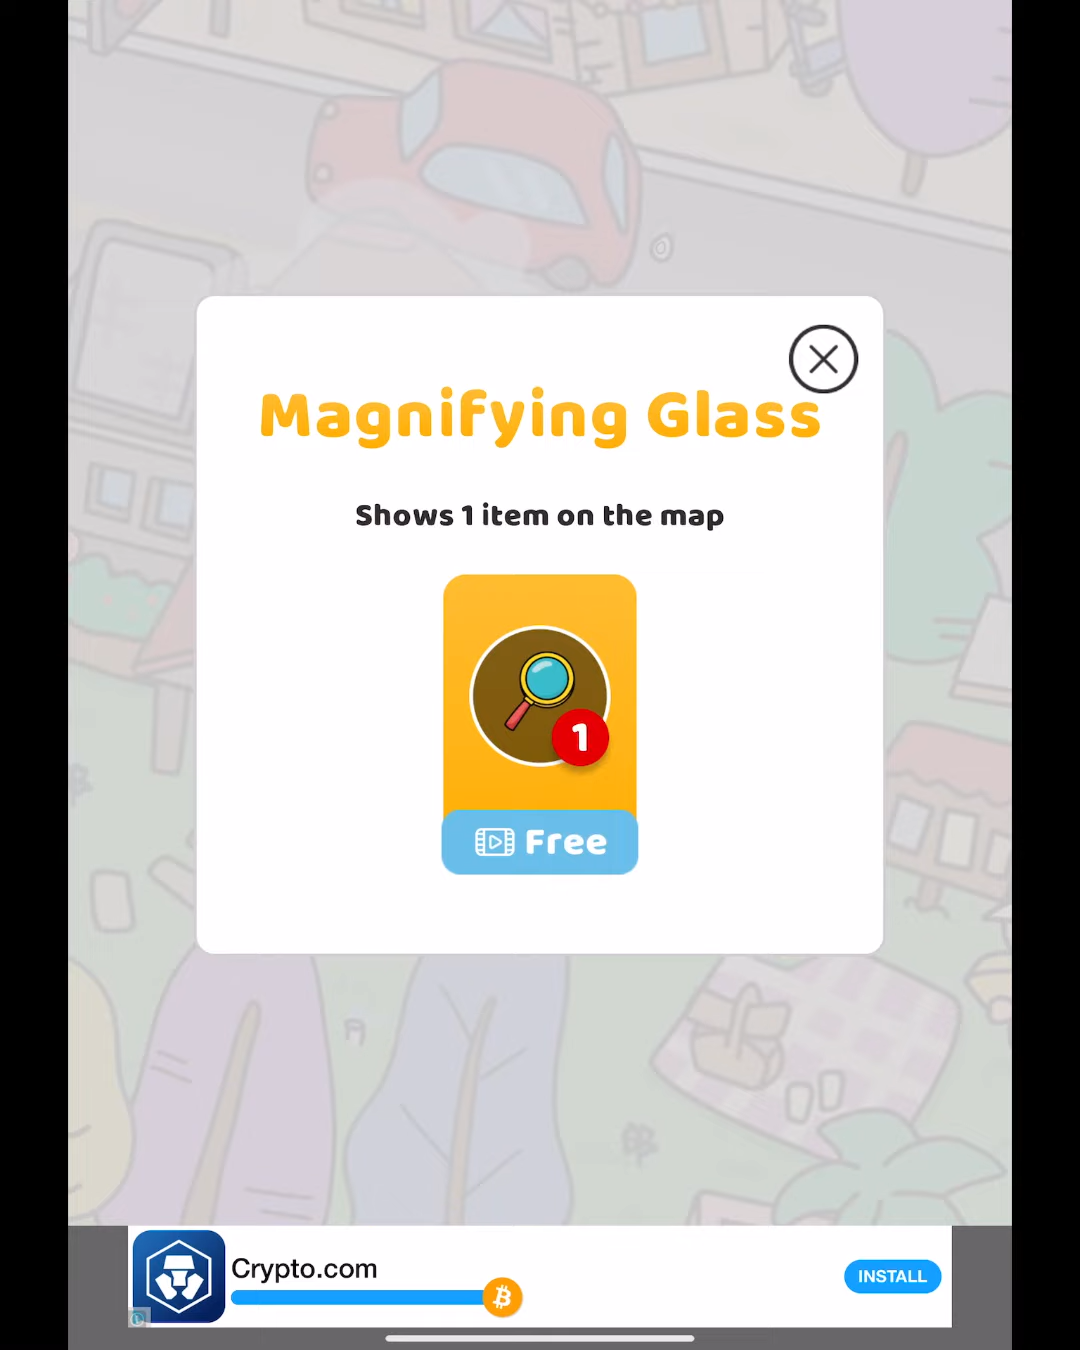 Magnifying Glass
Shows 1 item on the map
1
Free
Crypto.com
INSTALL